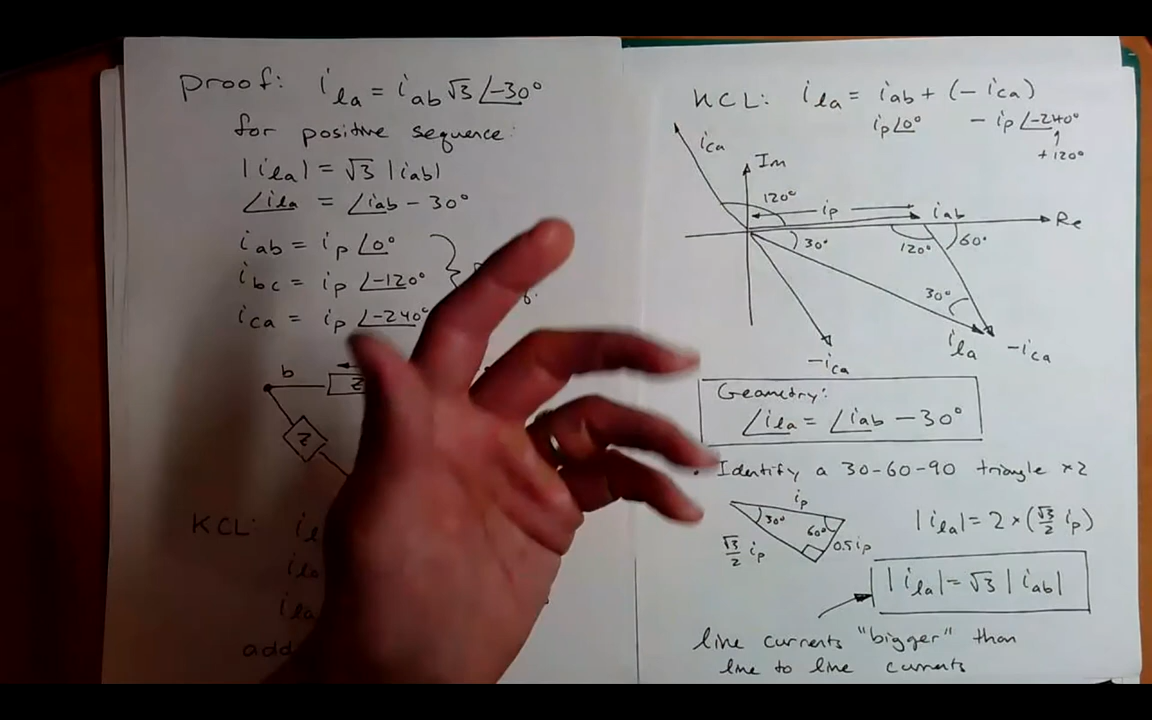 proof: i_la = i_ab √3 ∠-30°
for positive sequence:
|i_la| = √3 |i_ab|
∠i_la = ∠i_ab - 30°
i_ab = i_p ∠0°
i_bc = i_p ∠-120°
i_ca = i_p ∠-240°
b
Z
Z
KCL:
add
KCL: i_la = i_ab + (- i_ca)
i_p ∠0° - i_p ∠-240°
+120°
i_ca
Im
120°
i_p
i_ab
Re
30°
120°
60°
30°
i_la
-i_ca
-i_ca
Geometry:
∠i_la = ∠i_ab - 30°
• Identify a 30-60-90 triangle x2
i_p
30°
60°
√3/2 i_p
0.5 i_p
|i_la| = 2 × (√3/2 i_p)
|i_la| = √3 |i_ab|
line currents "bigger" than
line to line currents